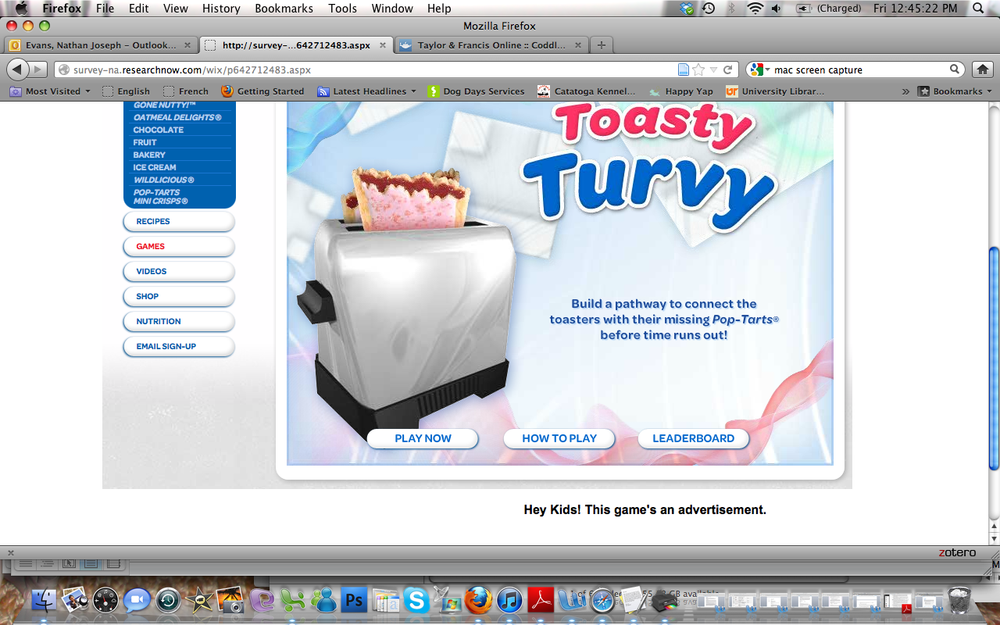 Firefox File Edit View History Bookmarks Tools Window Help (Charged) Fri 12:45:22 PM
Mozilla Firefox
Evans, Nathan Joseph – Outlook... http://survey-...642712483.aspx Taylor & Francis Online :: Coddl...
survey-na.researchnow.com/wix/p642712483.aspx mac screen capture
Most Visited English French Getting Started Latest Headlines Dog Days Services Catatoga Kennel... Happy Yap University Librar... » Bookmarks
GONE NUTTY!™
OATMEAL DELIGHTS®
CHOCOLATE
FRUIT
BAKERY
ICE CREAM
WILDLICIOUS®
POP-TARTS
MINI CRISPS®
RECIPES
GAMES
VIDEOS
SHOP
NUTRITION
EMAIL SIGN-UP
Toasty
Turvy
Build a pathway to connect the
toasters with their missing Pop-Tarts®
before time runs out!
PLAY NOW HOW TO PLAY LEADERBOARD
Hey Kids! This game's an advertisement.
zotero
Ps